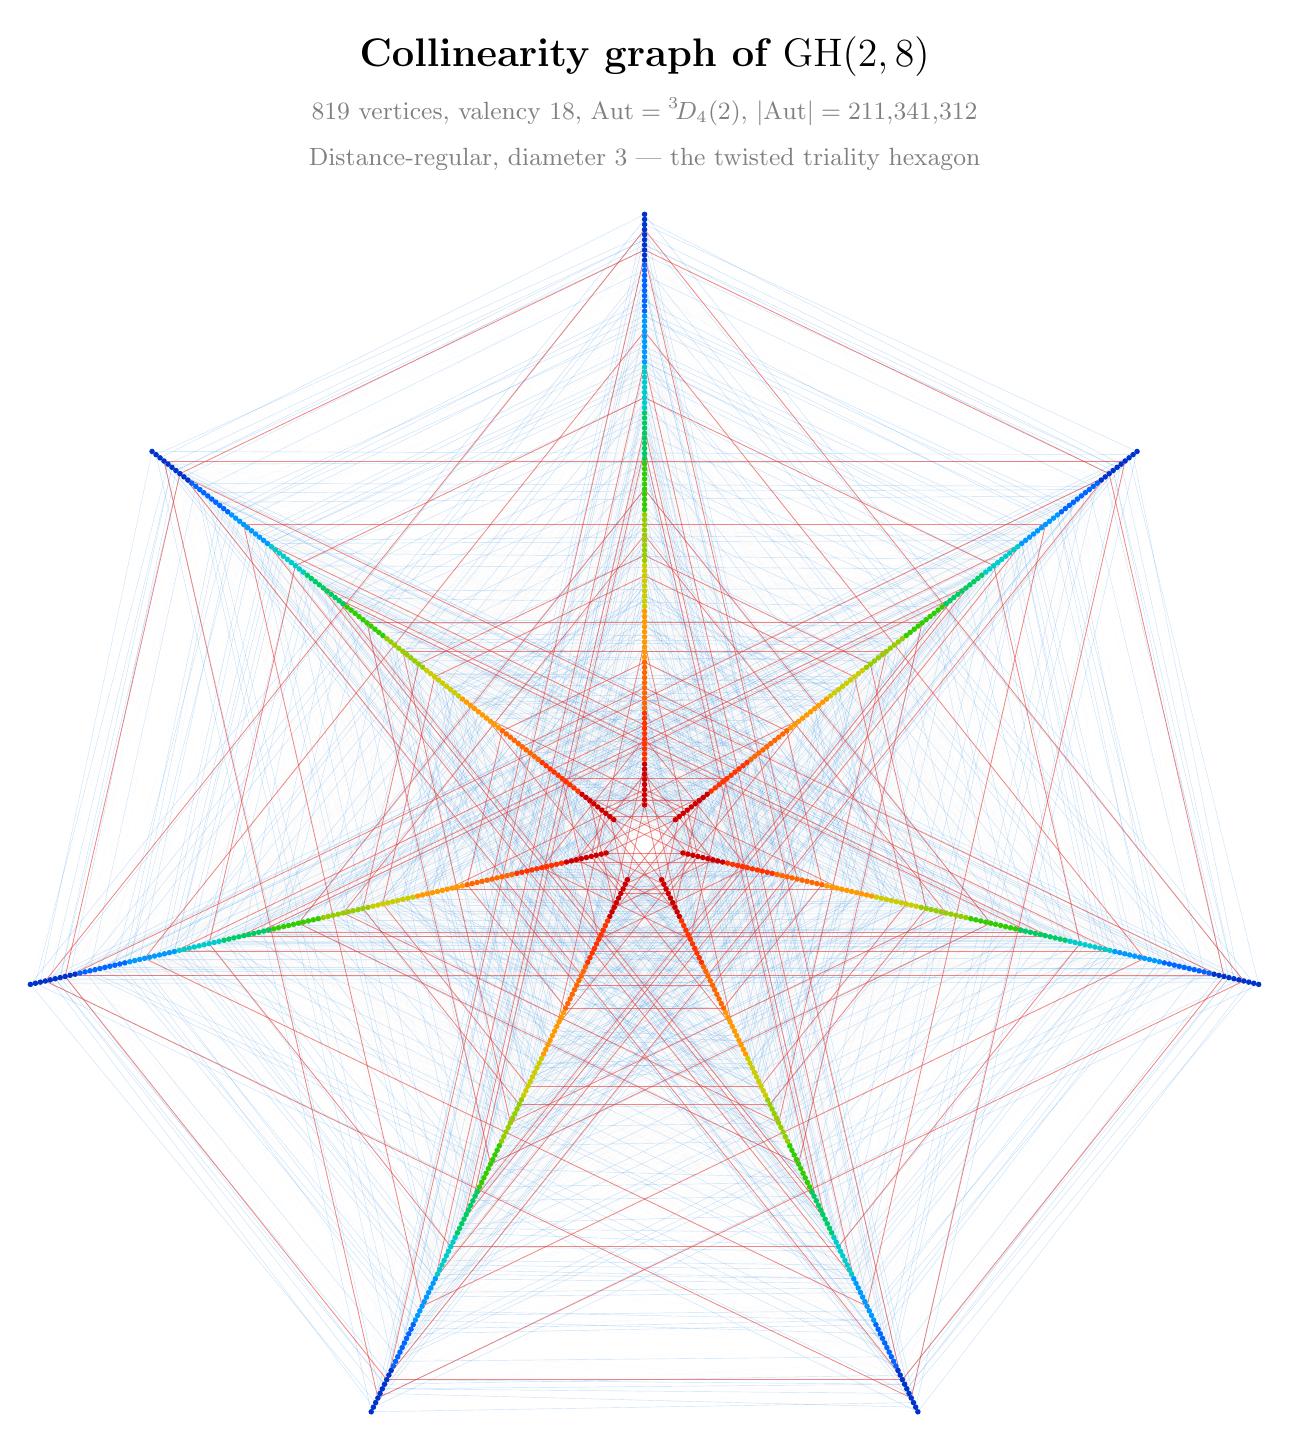 Collinearity graph of GH(2, 8)
819 vertices, valency 18, Aut = ³D₄(2), |Aut| = 211,341,312
Distance-regular, diameter 3 — the twisted triality hexagon